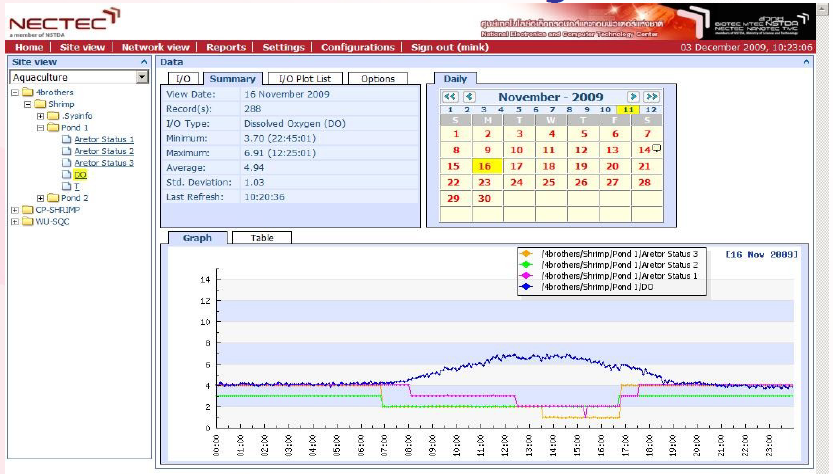 NECTEC
a member of NSTDA
National Electronics and Computer Technology Center
NSTDA
Home | Site view | Network view | Reports | Settings | Configurations | Sign out (mink)
03 December 2009, 10:23:06
Site view
Aquaculture
4brothers
Shrimp
.Sysinfo
Pond 1
Aretor Status 1
Aretor Status 2
Aretor Status 3
DO
T
Pond 2
CP-SHRIMP
WU-SQC
Data
I/O Summary I/O Plot List Options
View Date: 16 November 2009
Record(s): 288
I/O Type: Dissolved Oxygen (DO)
Minimum: 3.70 (22:45:01)
Maximum: 6.91 (12:25:01)
Average: 4.94
Std. Deviation: 1.03
Last Refresh: 10:20:36
Daily
November - 2009
1 2 3 4 5 6 7 8 9 10 11 12
S M T W T F S
1 2 3 4 5 6 7
8 9 10 11 12 13 14
15 16 17 18 19 20 21
22 23 24 25 26 27 28
29 30
Graph Table
/4brothers/Shrimp/Pond 1/Aretor Status 3
/4brothers/Shrimp/Pond 1/Aretor Status 2
/4brothers/Shrimp/Pond 1/Aretor Status 1
/4brothers/Shrimp/Pond 1/DO
[16 Nov 2009]
14
12
10
8
6
4
2
0
00:00 01:00 02:00 03:00 04:00 05:00 06:00 07:00 08:00 09:00 10:00 11:00 12:00 13:00 14:00 15:00 16:00 17:00 18:00 19:00 20:00 21:00 22:00 23:00